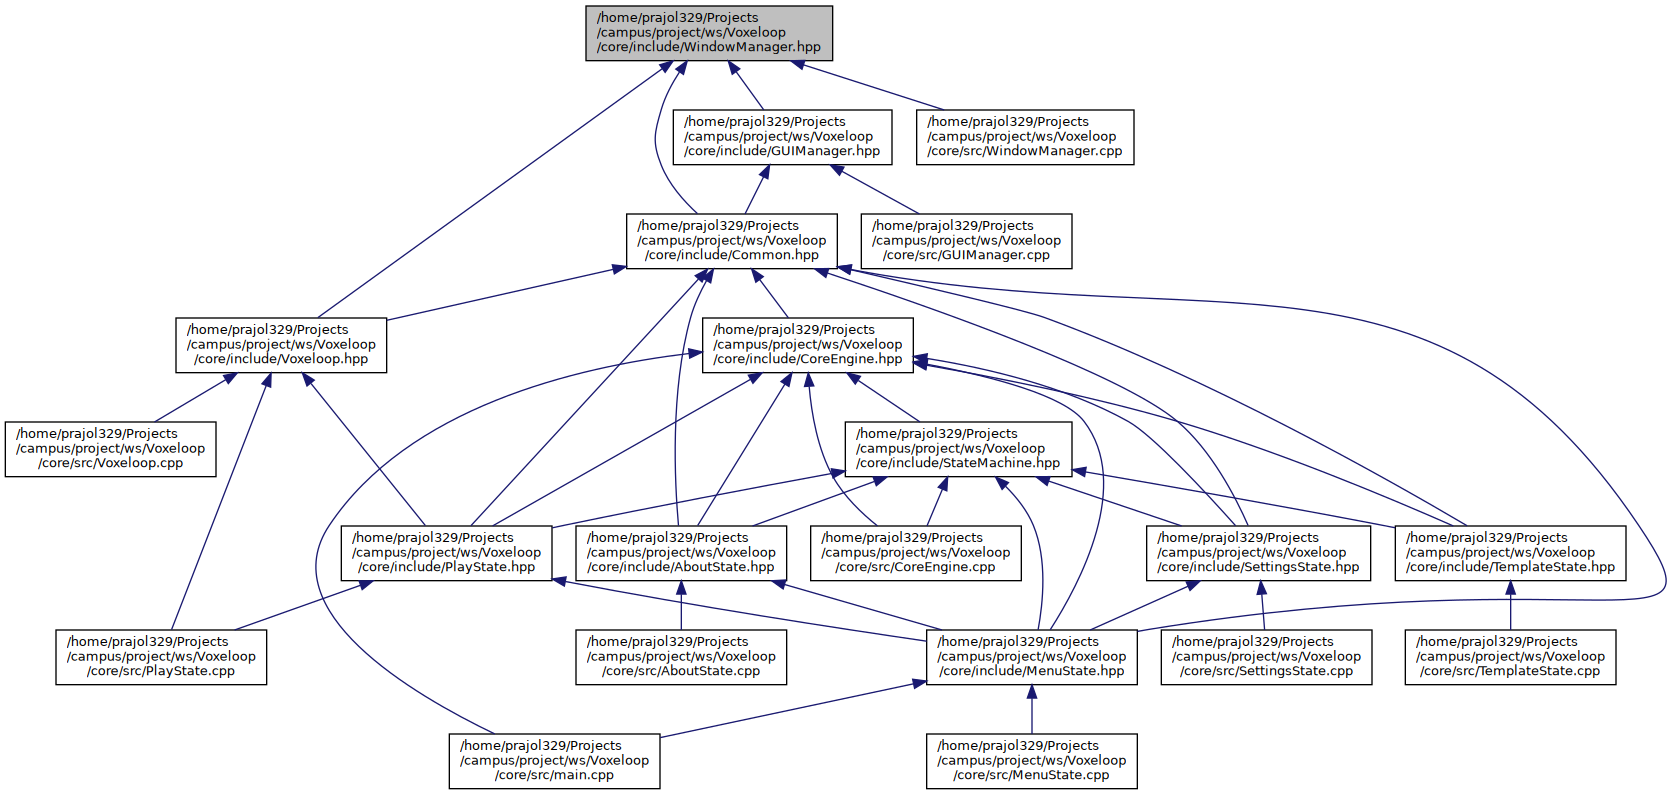 /home/prajol329/Projects
/campus/project/ws/Voxeloop
/core/include/WindowManager.hpp
/home/prajol329/Projects
/campus/project/ws/Voxeloop
/core/include/GUIManager.hpp
/home/prajol329/Projects
/campus/project/ws/Voxeloop
/core/src/WindowManager.cpp
/home/prajol329/Projects
/campus/project/ws/Voxeloop
/core/include/Common.hpp
/home/prajol329/Projects
/campus/project/ws/Voxeloop
/core/src/GUIManager.cpp
/home/prajol329/Projects
/campus/project/ws/Voxeloop
/core/include/Voxeloop.hpp
/home/prajol329/Projects
/campus/project/ws/Voxeloop
/core/include/CoreEngine.hpp
/home/prajol329/Projects
/campus/project/ws/Voxeloop
/core/src/Voxeloop.cpp
/home/prajol329/Projects
/campus/project/ws/Voxeloop
/core/include/StateMachine.hpp
/home/prajol329/Projects
/campus/project/ws/Voxeloop
/core/include/PlayState.hpp
/home/prajol329/Projects
/campus/project/ws/Voxeloop
/core/include/AboutState.hpp
/home/prajol329/Projects
/campus/project/ws/Voxeloop
/core/src/CoreEngine.cpp
/home/prajol329/Projects
/campus/project/ws/Voxeloop
/core/include/SettingsState.hpp
/home/prajol329/Projects
/campus/project/ws/Voxeloop
/core/include/TemplateState.hpp
/home/prajol329/Projects
/campus/project/ws/Voxeloop
/core/src/PlayState.cpp
/home/prajol329/Projects
/campus/project/ws/Voxeloop
/core/src/AboutState.cpp
/home/prajol329/Projects
/campus/project/ws/Voxeloop
/core/include/MenuState.hpp
/home/prajol329/Projects
/campus/project/ws/Voxeloop
/core/src/SettingsState.cpp
/home/prajol329/Projects
/campus/project/ws/Voxeloop
/core/src/TemplateState.cpp
/home/prajol329/Projects
/campus/project/ws/Voxeloop
/core/src/main.cpp
/home/prajol329/Projects
/campus/project/ws/Voxeloop
/core/src/MenuState.cpp